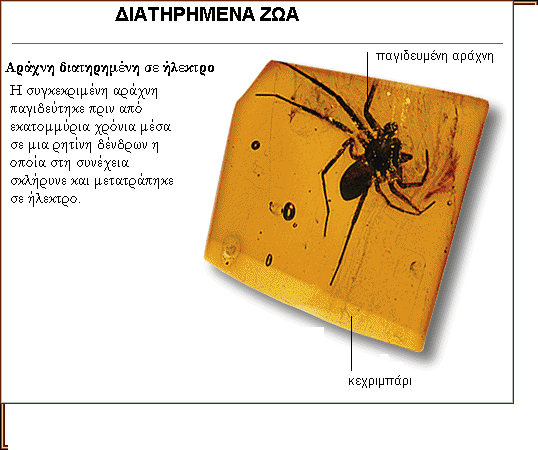 ΔΙΑΤΗΡΗΜΕΝΑ ΖΩΑ
Αράχνη διατηρημένη σε ήλεκτρο
Η συγκεκριμένη αράχνη
παγιδεύτηκε πριν από
εκατομμύρια χρόνια μέσα
σε μια ρητίνη δένδρων η
οποία στη συνέχεια
σκλήρυνε και μετατράπηκε
σε ήλεκτρο.
παγιδευμένη αράχνη
κεχριμπάρι